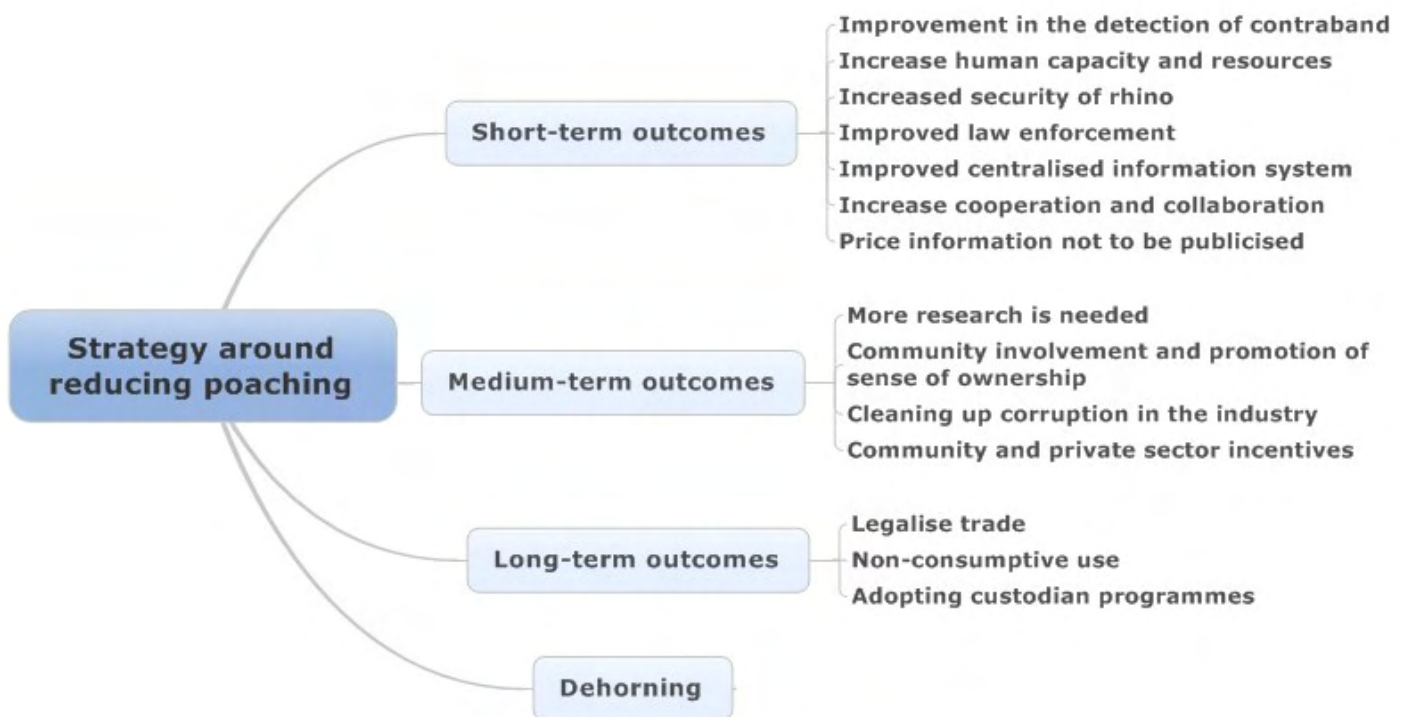 Strategy around
reducing poaching
Short-term outcomes
Improvement in the detection of contraband
Increase human capacity and resources
Increased security of rhino
Improved law enforcement
Improved centralised information system
Increase cooperation and collaboration
Price information not to be publicised
Medium-term outcomes
More research is needed
Community involvement and promotion of
sense of ownership
Cleaning up corruption in the industry
Community and private sector incentives
Long-term outcomes
Legalise trade
Non-consumptive use
Adopting custodian programmes
Dehorning